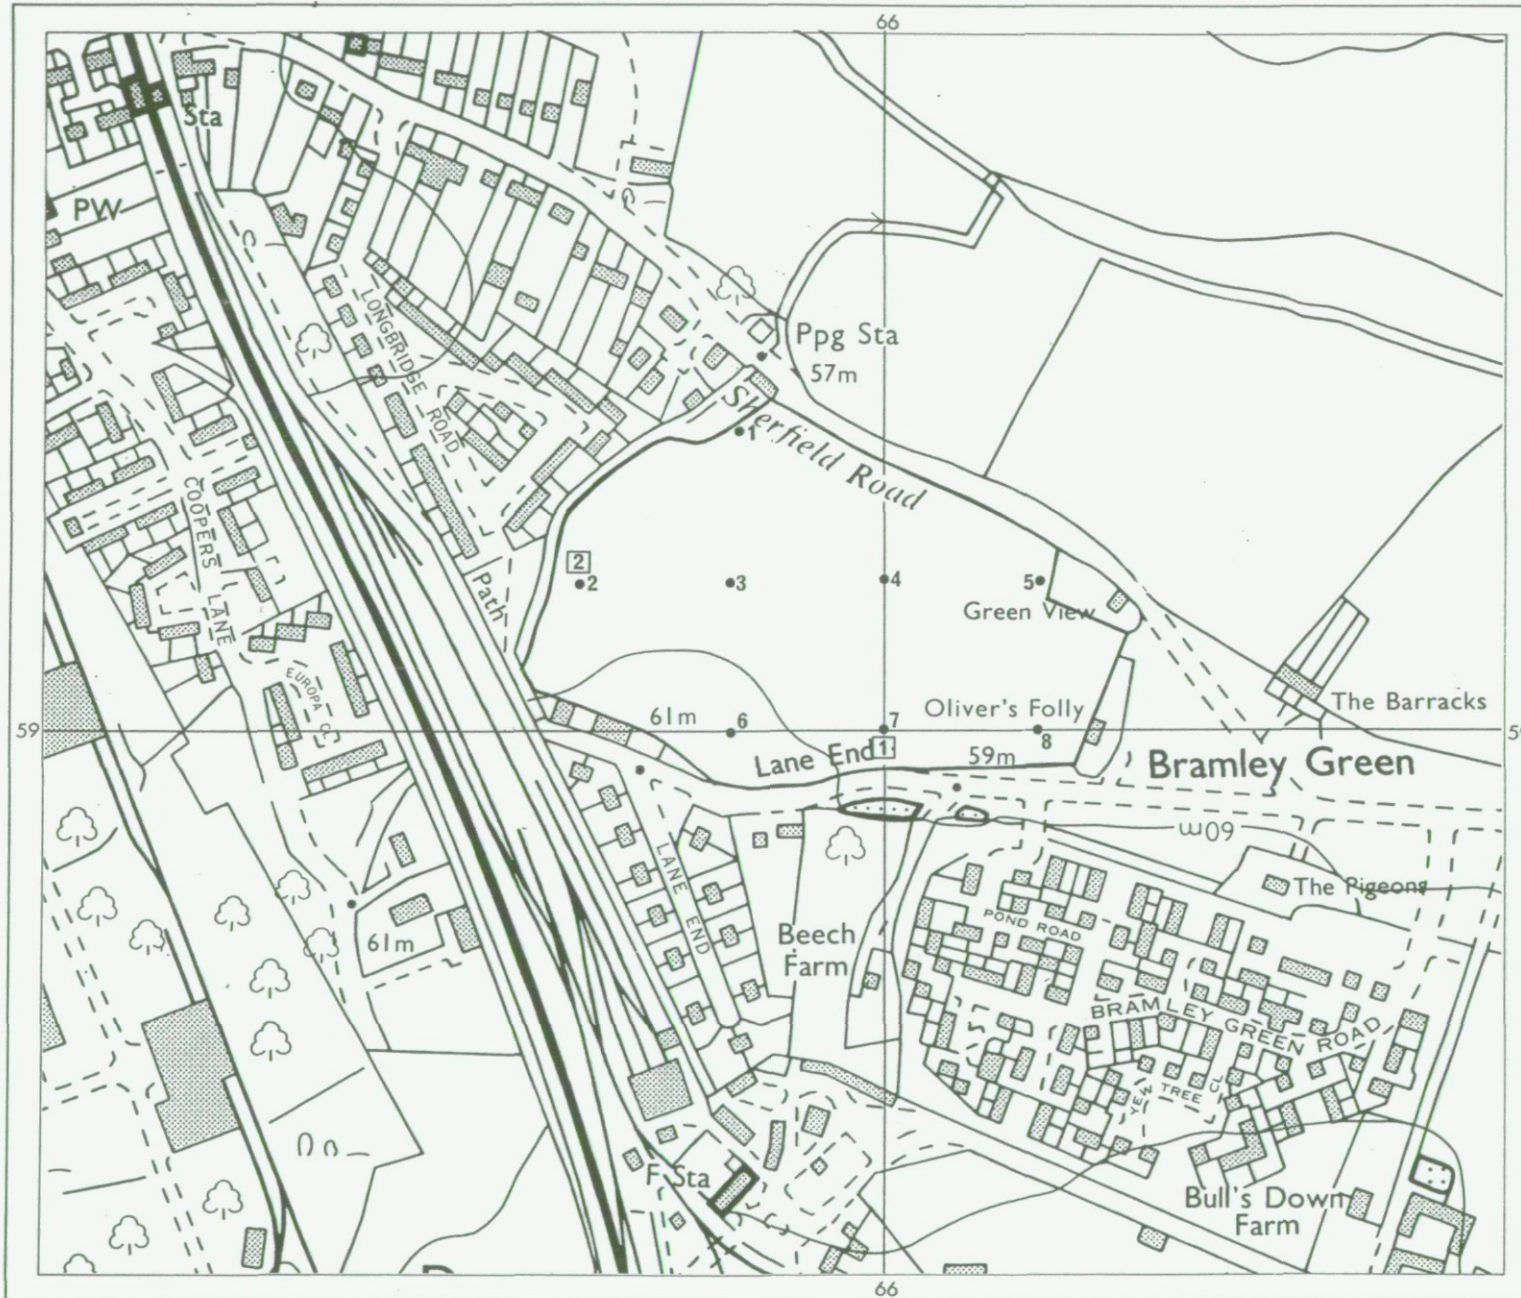 66
Sta
PW
LONGBRIDGE ROAD
Ppg Sta
57m
Sherfield Road
1
COOPERS LANE
Path
2
2
3
4
5
Green View
EUROPA CL
The Barracks
59
61m
6
7
Oliver's Folly
8
59
Lane End
1
59m
Bramley Green
60m
LANE END
The Pigeons
61m
POND ROAD
Beech
Farm
BRAMLEY GREEN ROAD
YEW TREE CL
F Sta
Bull's Down
Farm
66